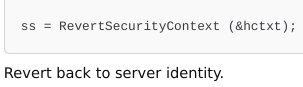 ss = RevertSecurityContext (&hctxt);
Revert back to server identity.